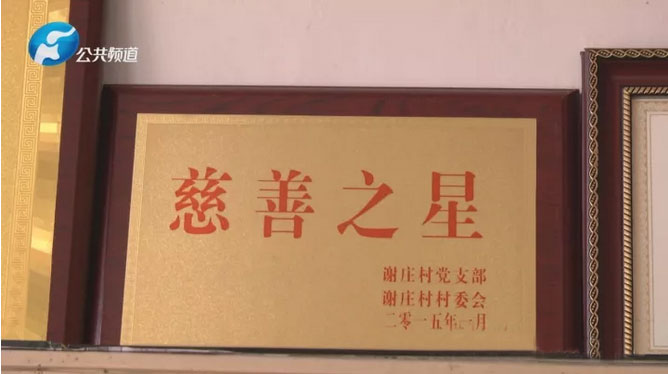 公共频道
慈善之星
谢庄村党支部
谢庄村村委会
二零一五年一月